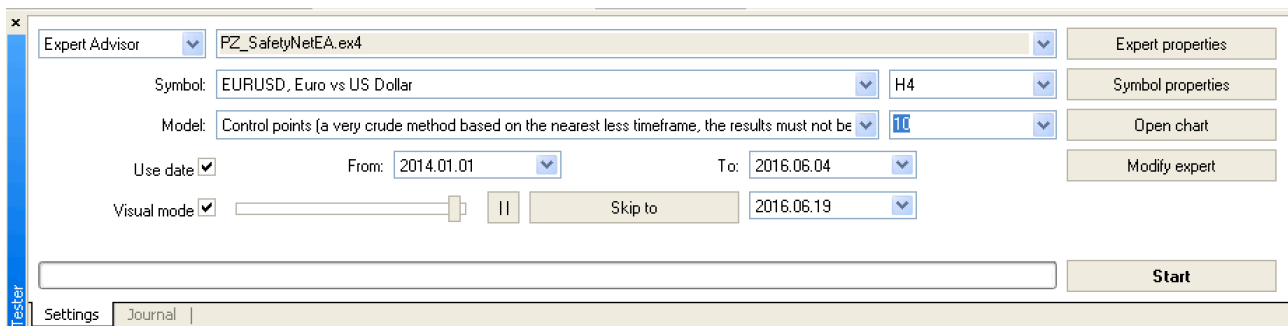 x
Expert Advisor PZ_SafetyNetEA.ex4 Expert properties
Symbol: EURUSD, Euro vs US Dollar H4 Symbol properties
Model: Control points (a very crude method based on the nearest less timeframe, the results must not be 10 Open chart
Use date From: 2014.01.01 To: 2016.06.04 Modify expert
Visual mode Skip to 2016.06.19
Start
Tester
Settings Journal